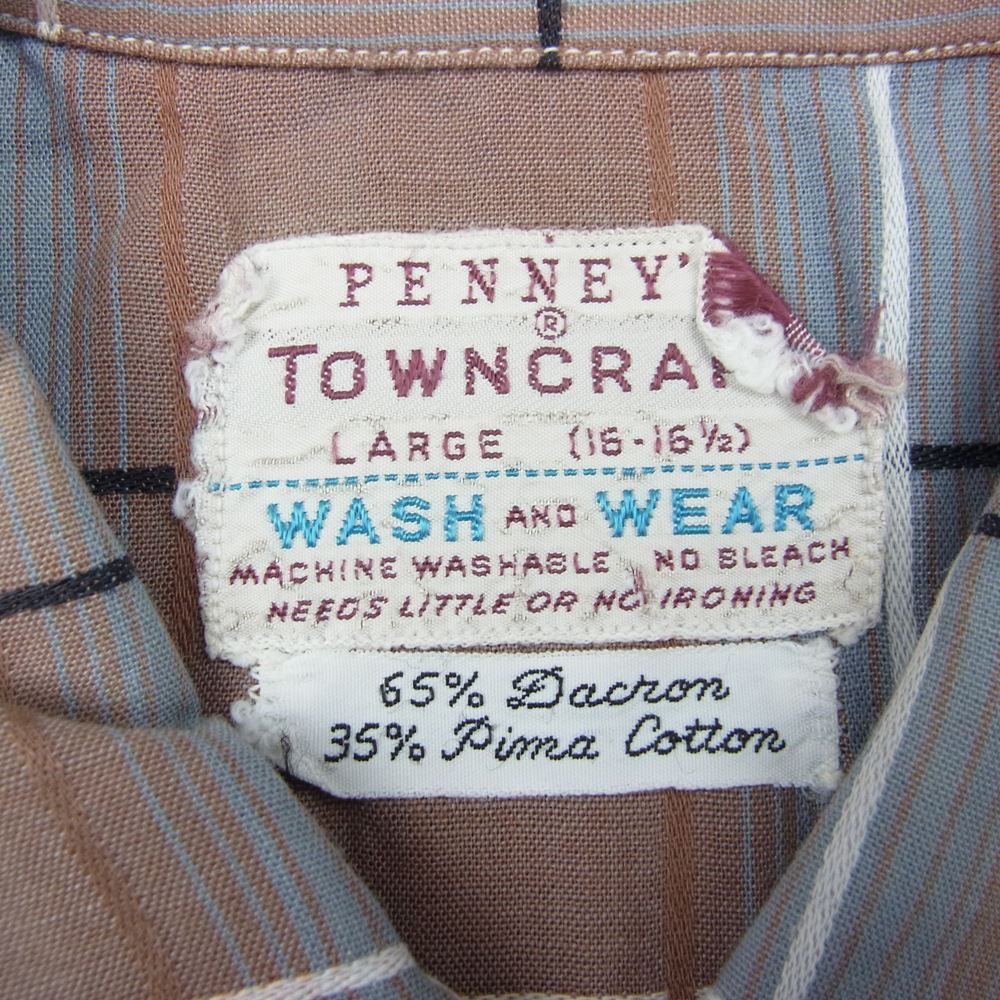 PENNEY'
®
TOWNCRA
LARGE (16-16½)
WASH AND WEAR
MACHINE WASHABLE NO BLEACH
NEEDS LITTLE OR NO IRONING
65% Dacron
35% Pima Cotton